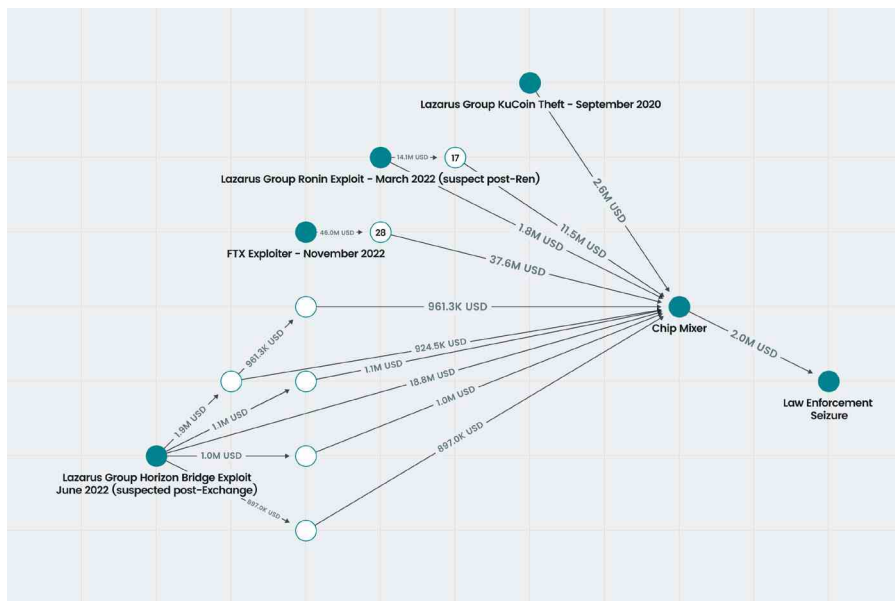 Lazarus Group KuCoin Theft - September 2020
14.1M USD
17
Lazarus Group Ronin Exploit - March 2022 (suspect post-Ren)
2.6M USD
1.8M USD
11.5M USD
46.0M USD
28
FTX Exploiter - November 2022
37.6M USD
961.3K USD
Chip Mixer
2.0M USD
961.3K USD
924.5K USD
1.1M USD
18.8M USD
1.0M USD
Law Enforcement
Seizure
1.9M USD
1.1M USD
1.0M USD
897.0K USD
Lazarus Group Horizon Bridge Exploit
June 2022 (suspected post-Exchange)
897.0K USD